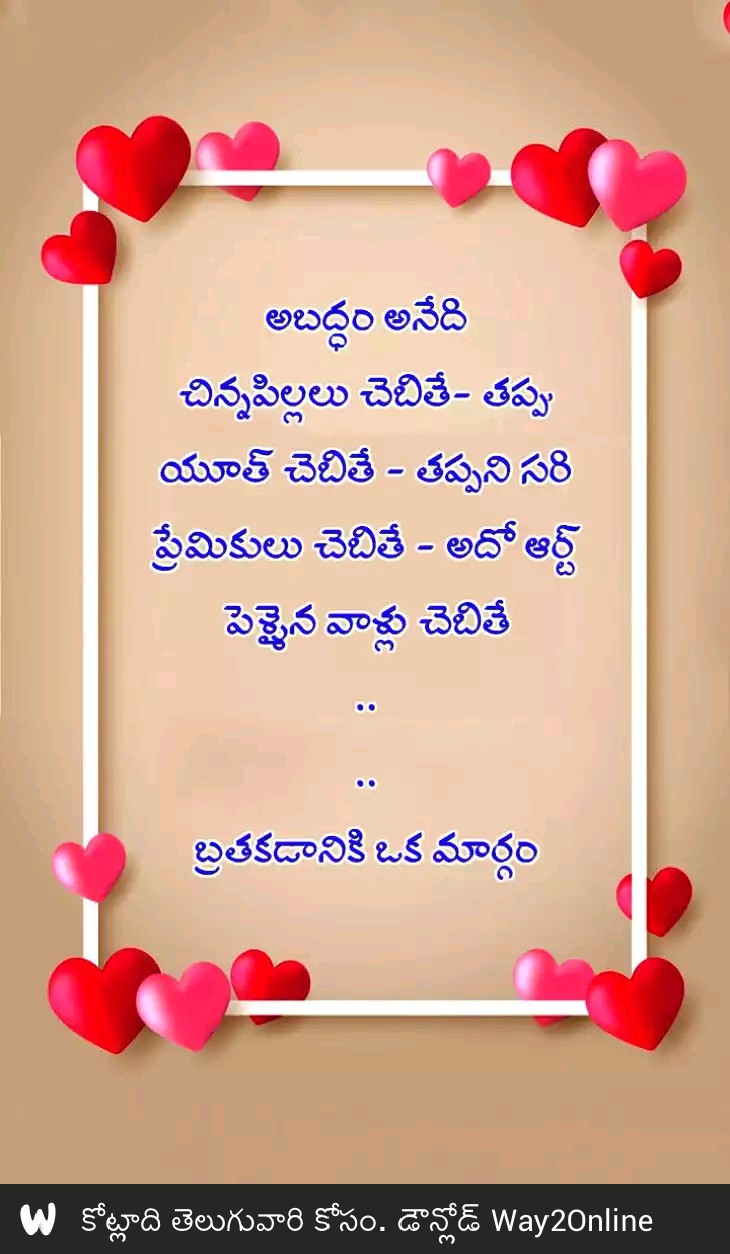 అబద్ధం అనేది
చిన్నపిల్లలు చెబితే- తప్పు
యూత్ చెబితే - తప్పని సరి
ప్రేమికులు చెబితే - అదో ఆర్ట్
పెళ్ళైన వాళ్లు చెబితే
..
..
బ్రతకడానికి ఒక మార్గం
కోట్లాది తెలుగువారి కోసం. డౌన్లోడ్ Way2Online